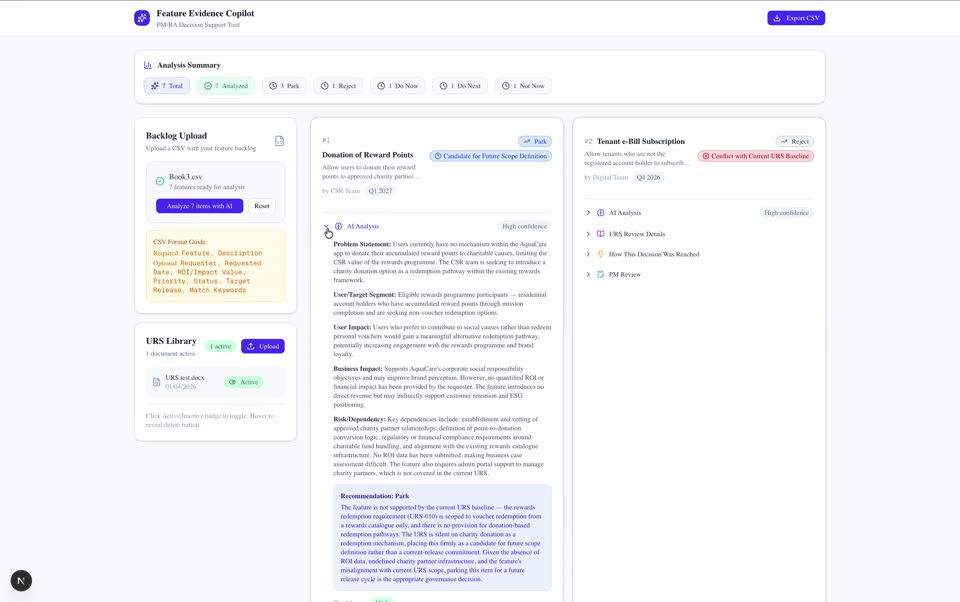 Feature Evidence Copilot
PM/BA Decision Support Tool
Export CSV
Analysis Summary
7 Total
7 Analyzed
3 Park
1 Reject
1 Do Now
1 Do Next
1 Not Now
Backlog Upload
Upload a CSV with your feature backlog
Book3.csv
7 features ready for analysis
Analyze 7 items with AI
Reset
CSV Format Guide
Required: Feature, Description
Optional: Requester, Requested
Date, ROI/Impact Value,
Priority, Status, Target
Release, Match Keywords
URS Library
1 document active
1 active
Upload
URS test.docx
01/04/2026
Active
Click Active/Inactive badge to toggle. Hover to
reveal delete button.
#1
Donation of Reward Points
Park
Candidate for Future Scope Definition
Allow users to donate their reward
points to approved charity partner…
by CSR Team
Q1 2027
AI Analysis
High confidence
Problem Statement: Users currently have no mechanism within the AquaCare
app to donate their accumulated reward points to charitable causes, limiting the
CSR value of the rewards programme. The CSR team is seeking to introduce a
charity donation option as a redemption pathway within the existing rewards
framework.
User/Target Segment: Eligible rewards programme participants — residential
account holders who have accumulated reward points through mission
completion and are seeking non-voucher redemption options.
User Impact: Users who prefer to contribute to social causes rather than redeem
personal vouchers would gain a meaningful alternative redemption pathway,
potentially increasing engagement with the rewards programme and brand
loyalty.
Business Impact: Supports AquaCare's corporate social responsibility
objectives and may improve brand perception. However, no quantified ROI or
financial impact has been provided by the requester. The feature introduces no
direct revenue but may indirectly support customer retention and ESG
positioning.
Risk/Dependency: Key dependencies include: establishment and vetting of
approved charity partner relationships, definition of point-to-donation
conversion logic, regulatory or financial compliance requirements around
charitable fund handling, and alignment with the existing rewards catalogue
infrastructure. No ROI data has been submitted, making business case
assessment difficult. The feature also requires admin portal support to manage
charity partners, which is not covered in the current URS.
Recommendation: Park
The feature is not supported by the current URS baseline — the rewards
redemption requirement (URS-010) is scoped to voucher redemption from
a rewards catalogue only, and there is no provision for donation-based
redemption pathways. The URS is silent on charity donation as a
redemption mechanism, placing this firmly as a candidate for future scope
definition rather than a current-release commitment. Given the absence of
ROI data, undefined charity partner infrastructure, and the feature's
misalignment with current URS scope, parking this item for a future
release cycle is the appropriate governance decision.
#2 Tenant e-Bill Subscription
Reject
Conflict with Current URS Baseline
Allow tenants who are not the
registered account holder to subscrib…
by Digital Team
Q4 2026
AI Analysis
High confidence
URS Review Details
How This Decision Was Reached
PM Review
N